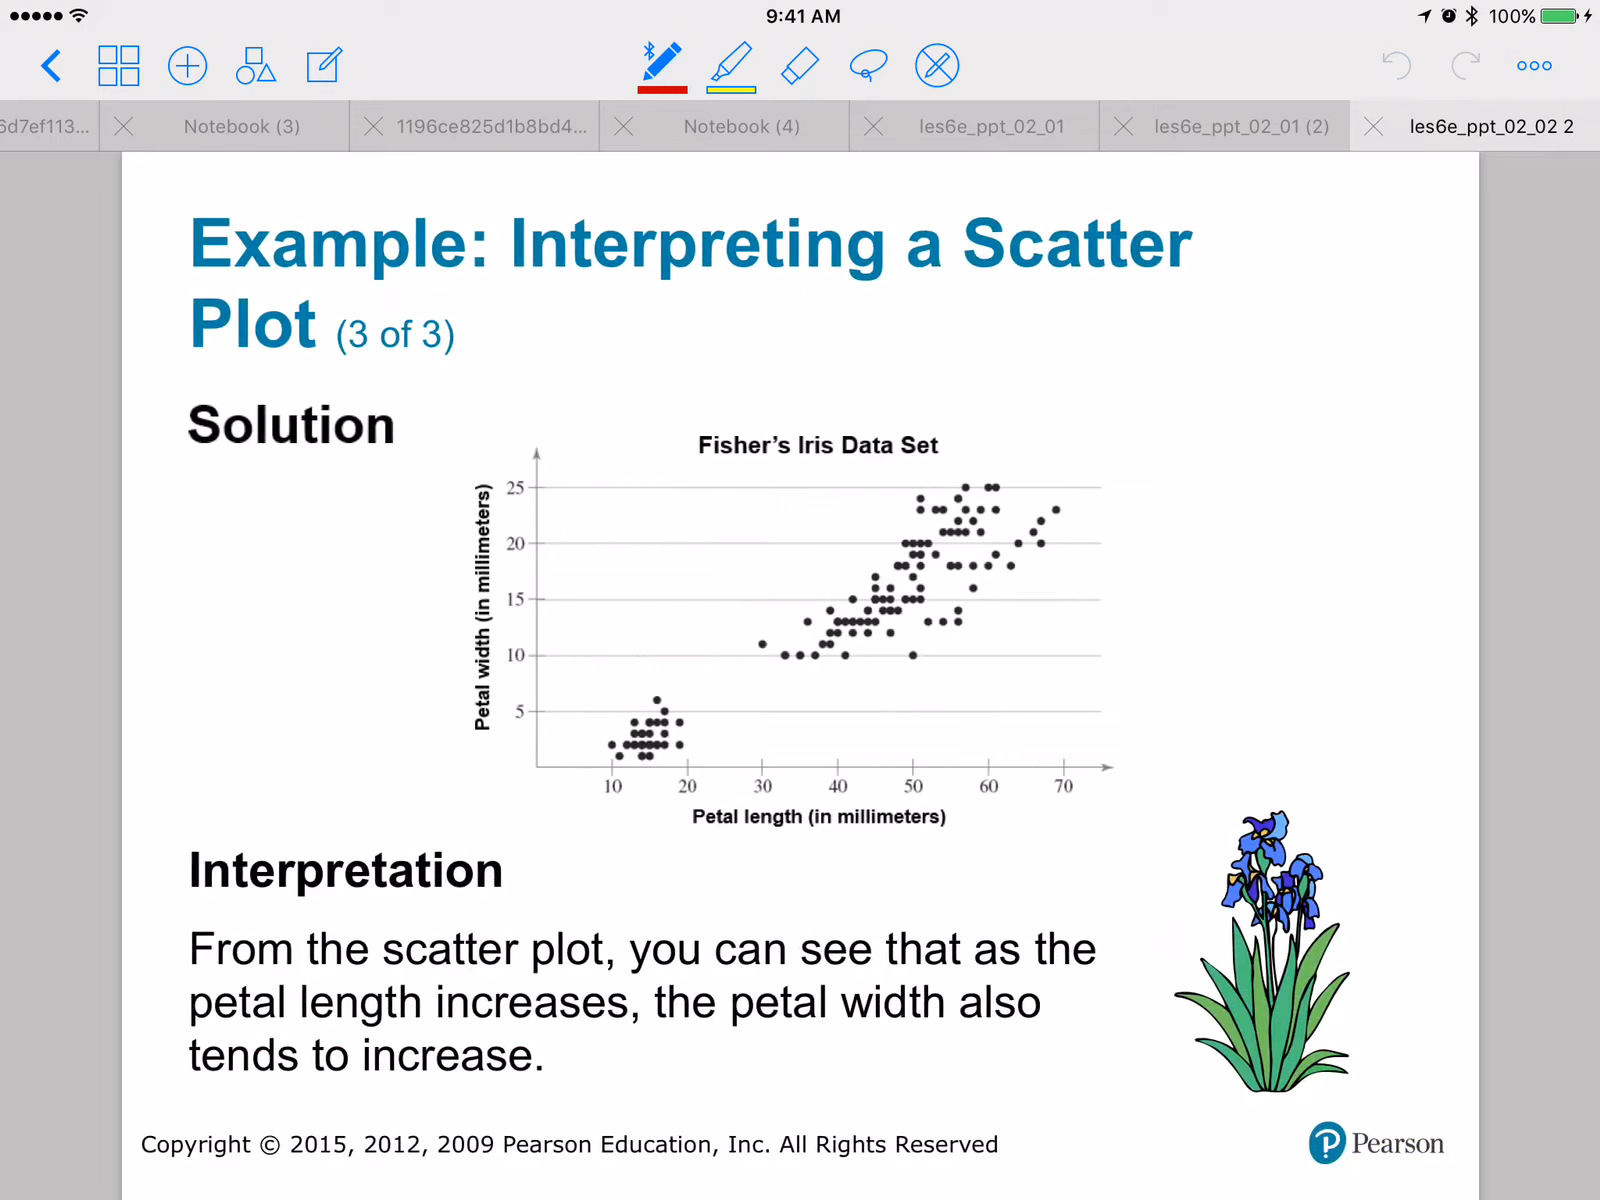 9:41 AM
100%
6d7ef113...
Notebook (3)
1196ce825d1b8bd4...
Notebook (4)
les6e_ppt_02_01
les6e_ppt_02_01 (2)
les6e_ppt_02_02 2
Example: Interpreting a Scatter
Plot (3 of 3)
Solution
Fisher's Iris Data Set
Petal width (in millimeters)
25
20
15
10
5
10 20 30 40 50 60 70
Petal length (in millimeters)
Interpretation
From the scatter plot, you can see that as the
petal length increases, the petal width also
tends to increase.
Copyright © 2015, 2012, 2009 Pearson Education, Inc. All Rights Reserved
P Pearson